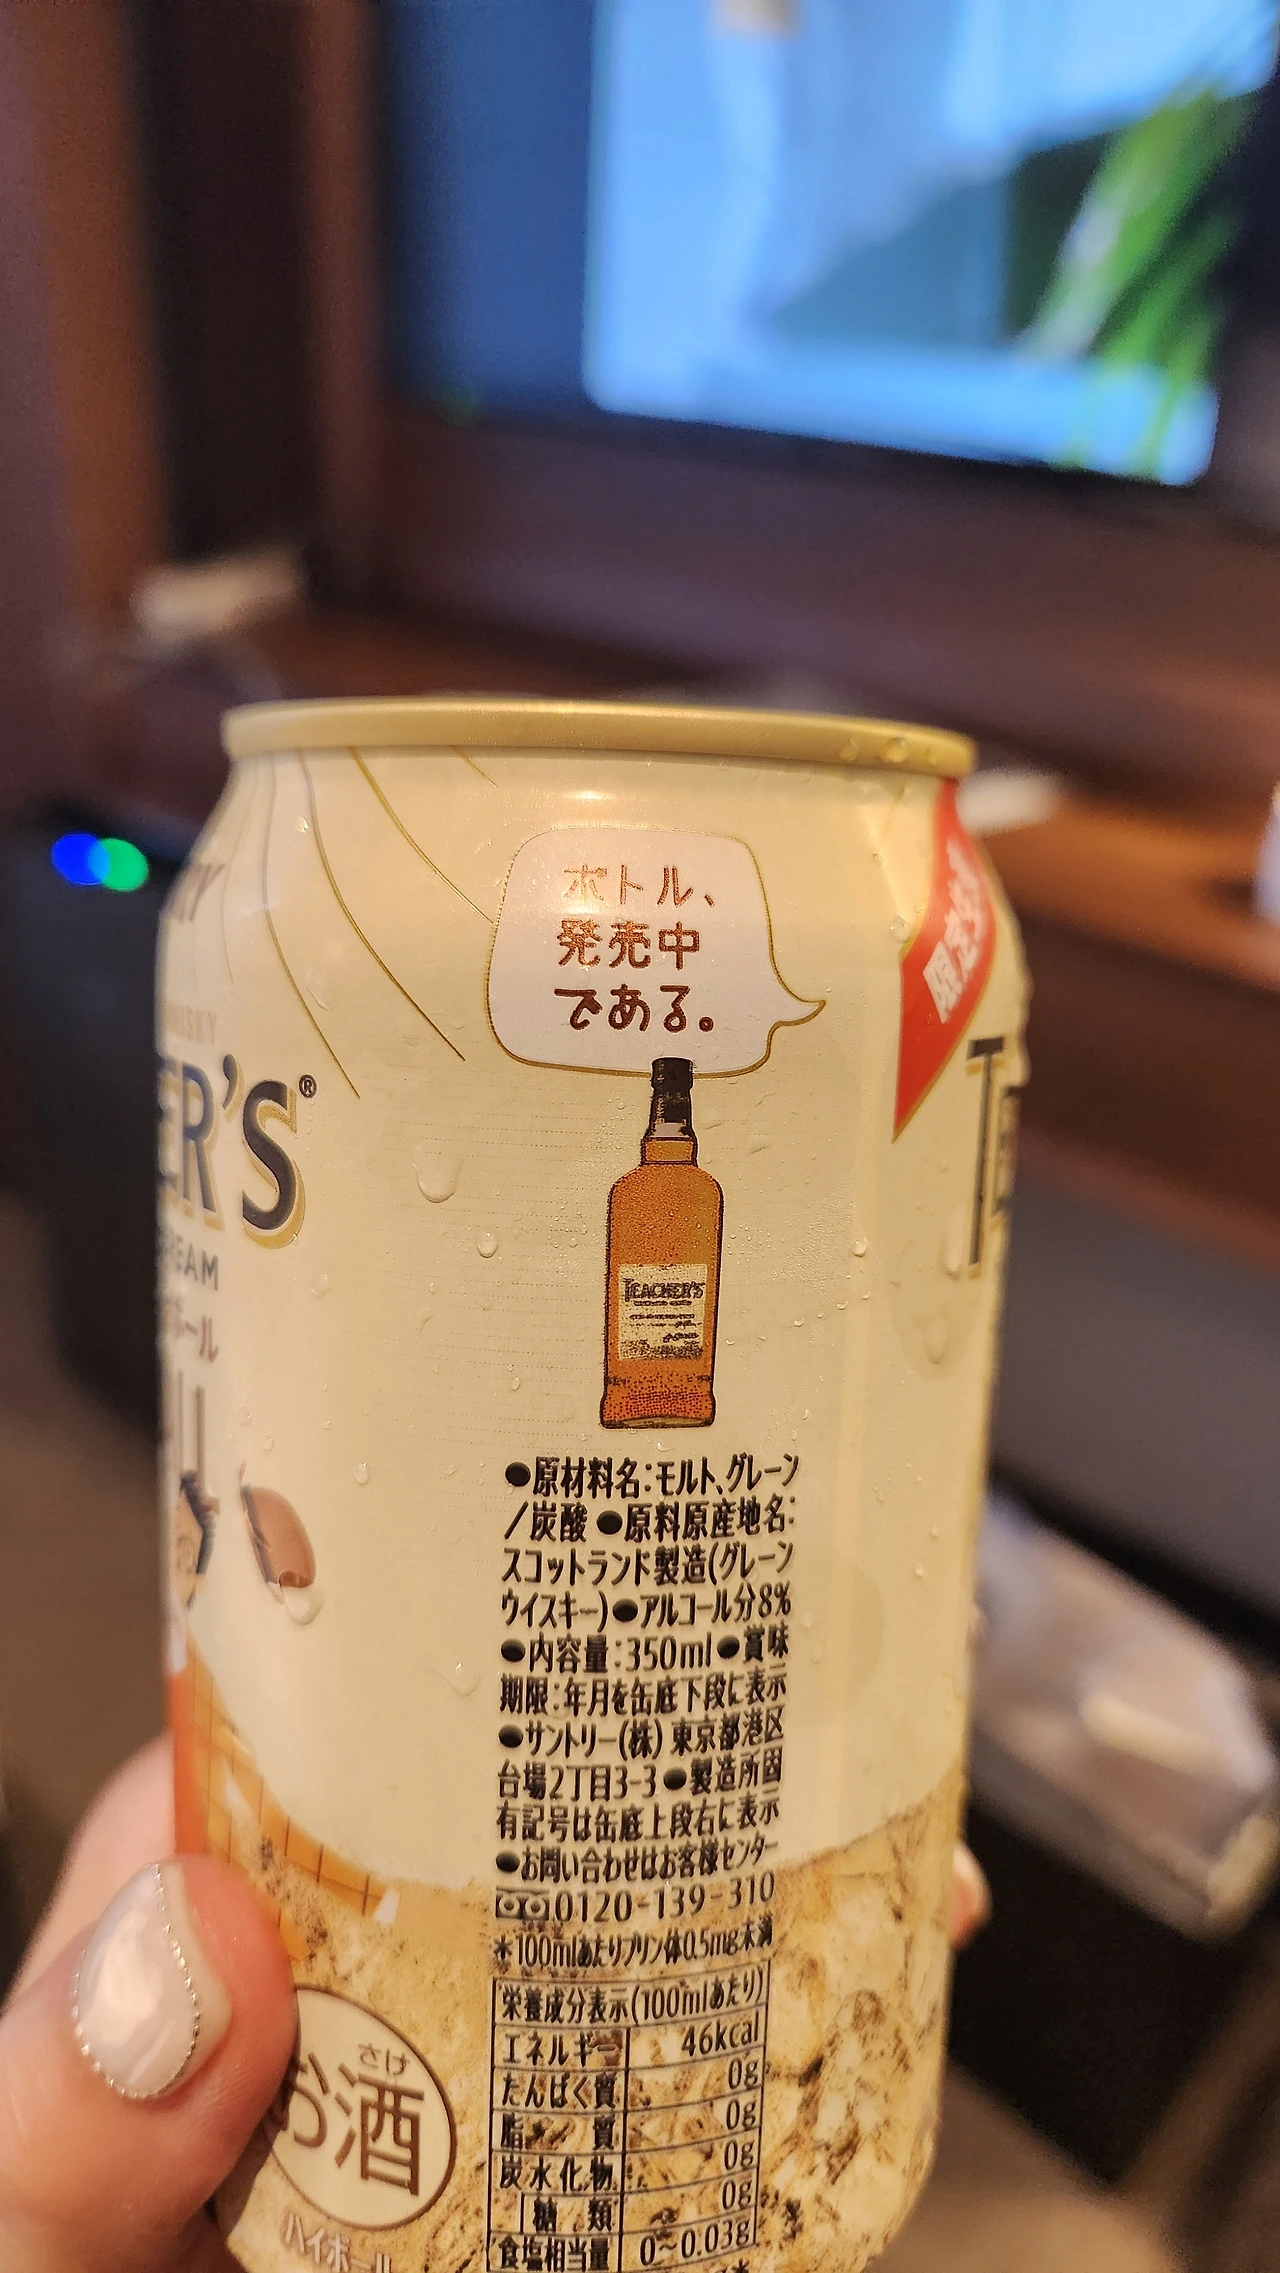 ボトル、
発売中
である。
限定
WHISKY
ER'S®
REAM
ール
TEACHER'S
●原材料名:モルト、グレーン
/炭酸 ●原料原産地名:
スコットランド製造(グレーン
ウイスキー)●アルコール分8%
●内容量:350ml●賞味
期限:年月を缶底下段に表示
●サントリー(株) 東京都港区
台場2丁目3-3 ●製造所固
有記号は缶底上段右に表示
●お問い合わせはお客様センター
0120-139-310
*100mlあたりプリン体0.5mg未満
栄養成分表示(100mlあたり)
エネルギー 46kcal
たんぱく質 0g
脂質 0g
炭水化物 0g
糖類 0g
食塩相当量 0~0.03g
さけ
お酒
ハイボール